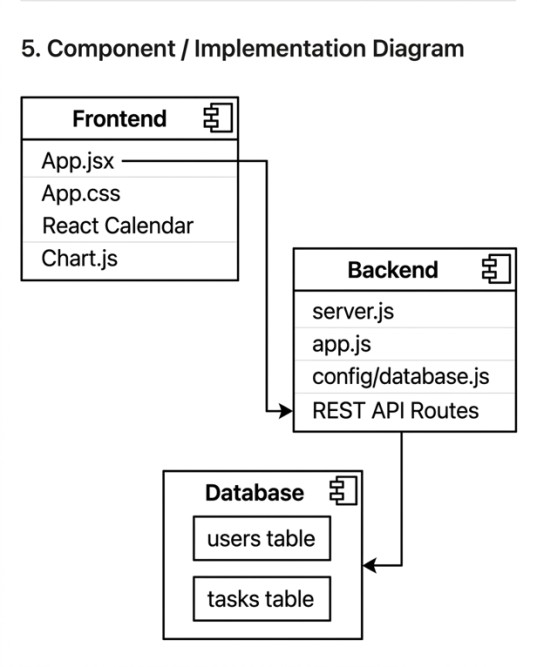 5. Component / Implementation Diagram
Frontend
App.jsx
App.css
React Calendar
Chart.js
Backend
server.js
app.js
config/database.js
REST API Routes
Database
users table
tasks table